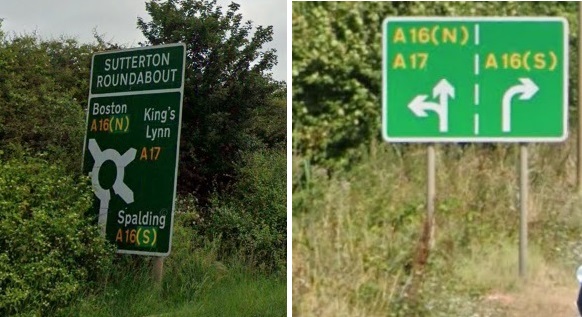 SUTTERTON
ROUNDABOUT
Boston
A16(N)
King's
Lynn
A17
Spalding
A16(S)
A16(N)
A17
A16(S)